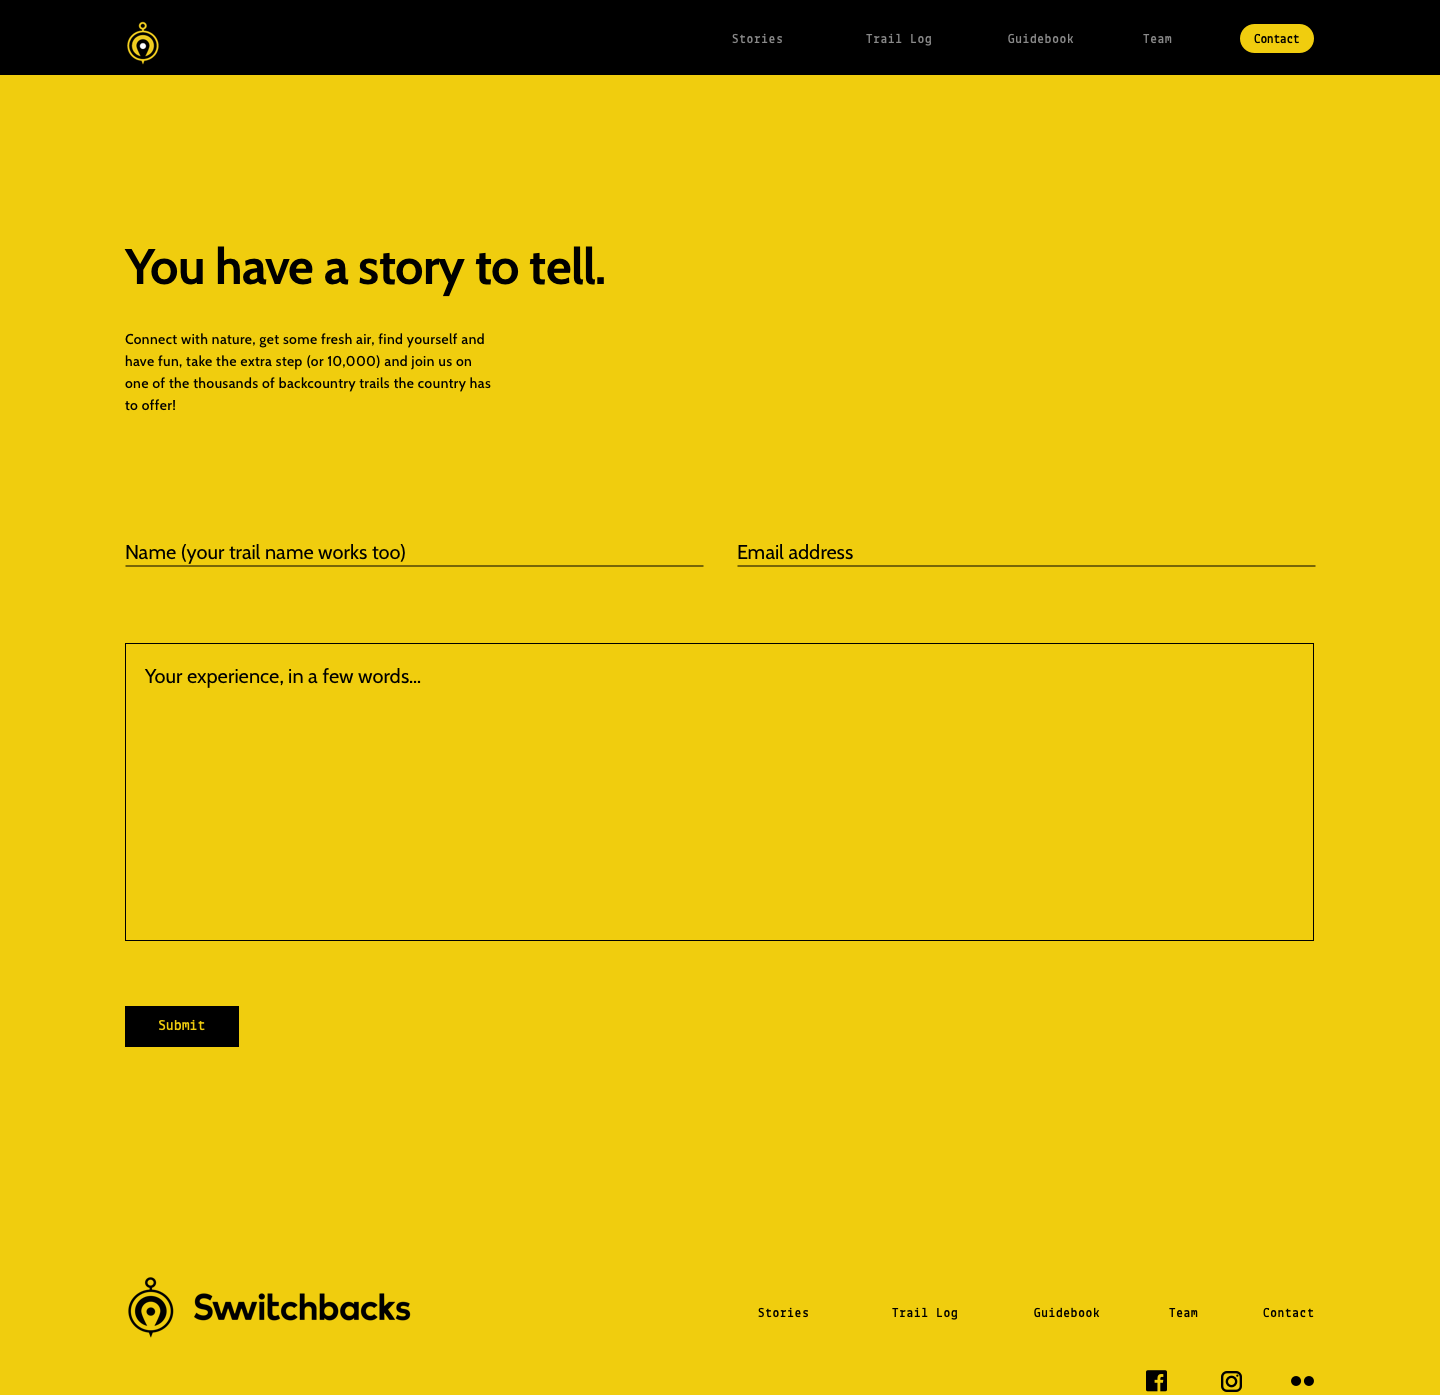 Stories Trail Log Guidebook Team Contact
You have a story to tell.
Connect with nature, get some fresh air, find yourself and
have fun, take the extra step (or 10,000) and join us on
one of the thousands of backcountry trails the country has
to offer!
Name (your trail name works too) Email address
Your experience, in a few words...
Submit
Switchbacks
Stories Trail Log Guidebook Team Contact